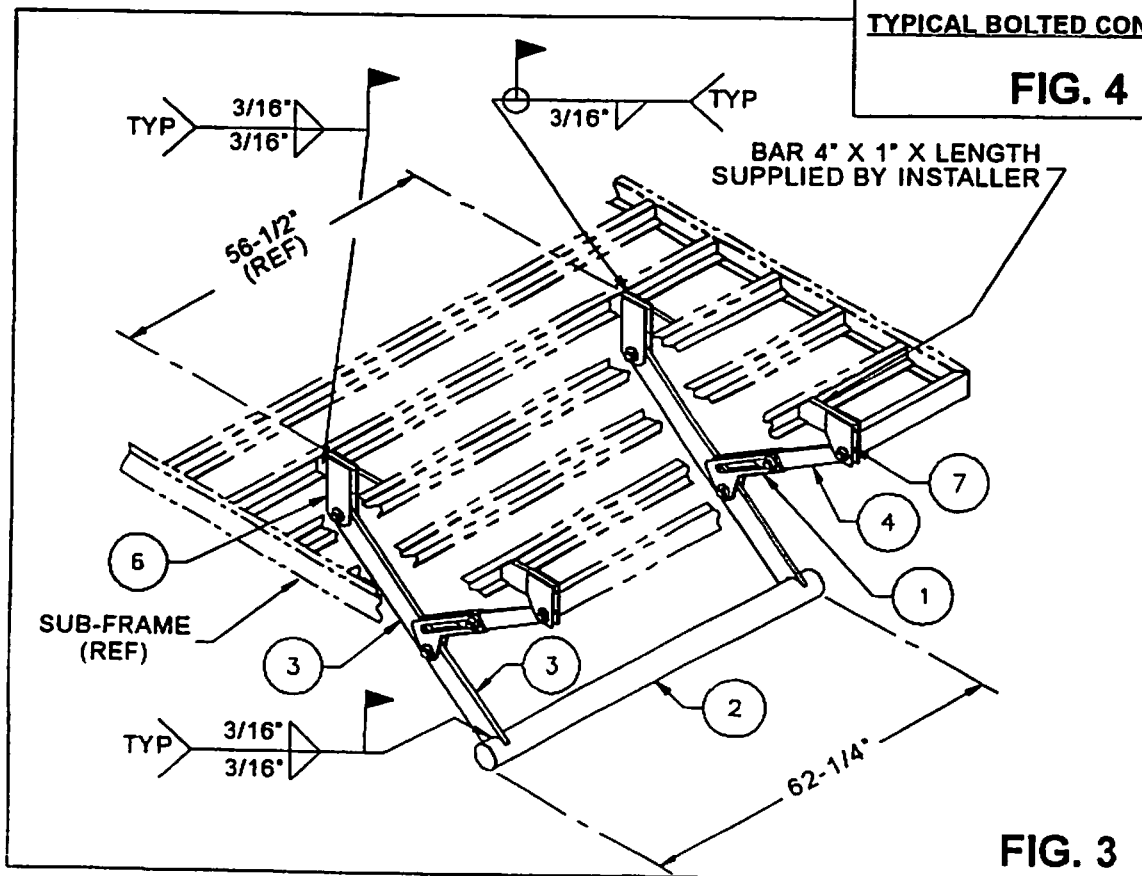 TYPICAL BOLTED CON
FIG. 4
TYP
3/16"
3/16"
3/16"
TYP
BAR 4" X 1" X LENGTH
SUPPLIED BY INSTALLER
56-1/2"
(REF)
6
SUB-FRAME
(REF)
3
3
7
4
1
2
TYP
3/16"
3/16"
62-1/4"
FIG. 3